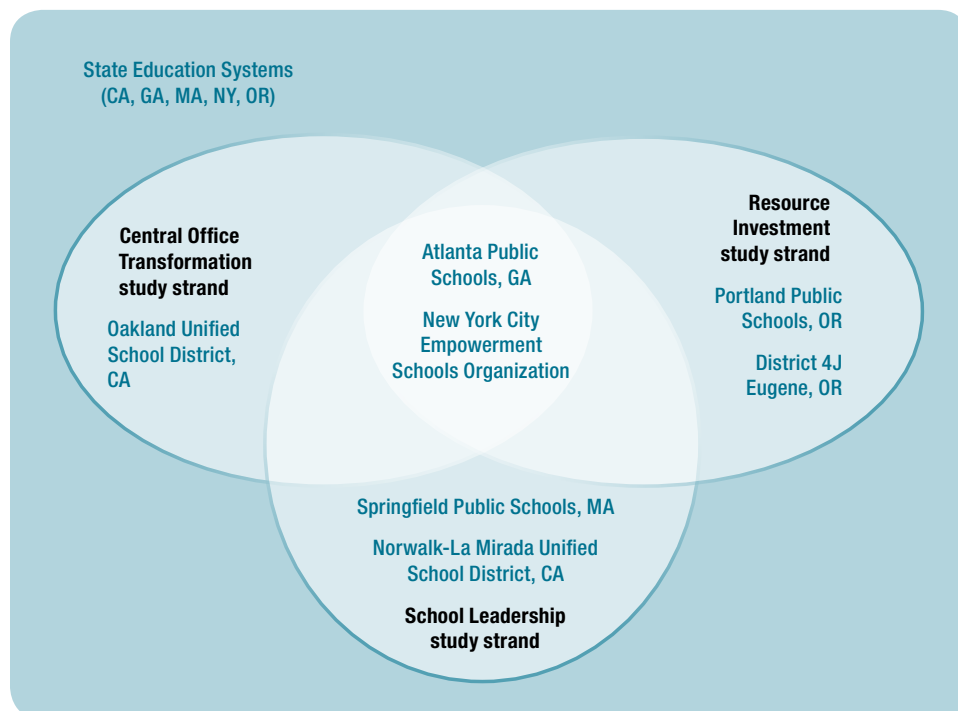 State Education Systems
(CA, GA, MA, NY, OR)
Central Office
Transformation
study strand
Oakland Unified
School District,
CA
Atlanta Public
Schools, GA
New York City
Empowerment
Schools Organization
Resource
Investment
study strand
Portland Public
Schools, OR
District 4J
Eugene, OR
Springfield Public Schools, MA
Norwalk-La Mirada Unified
School District, CA
School Leadership
study strand